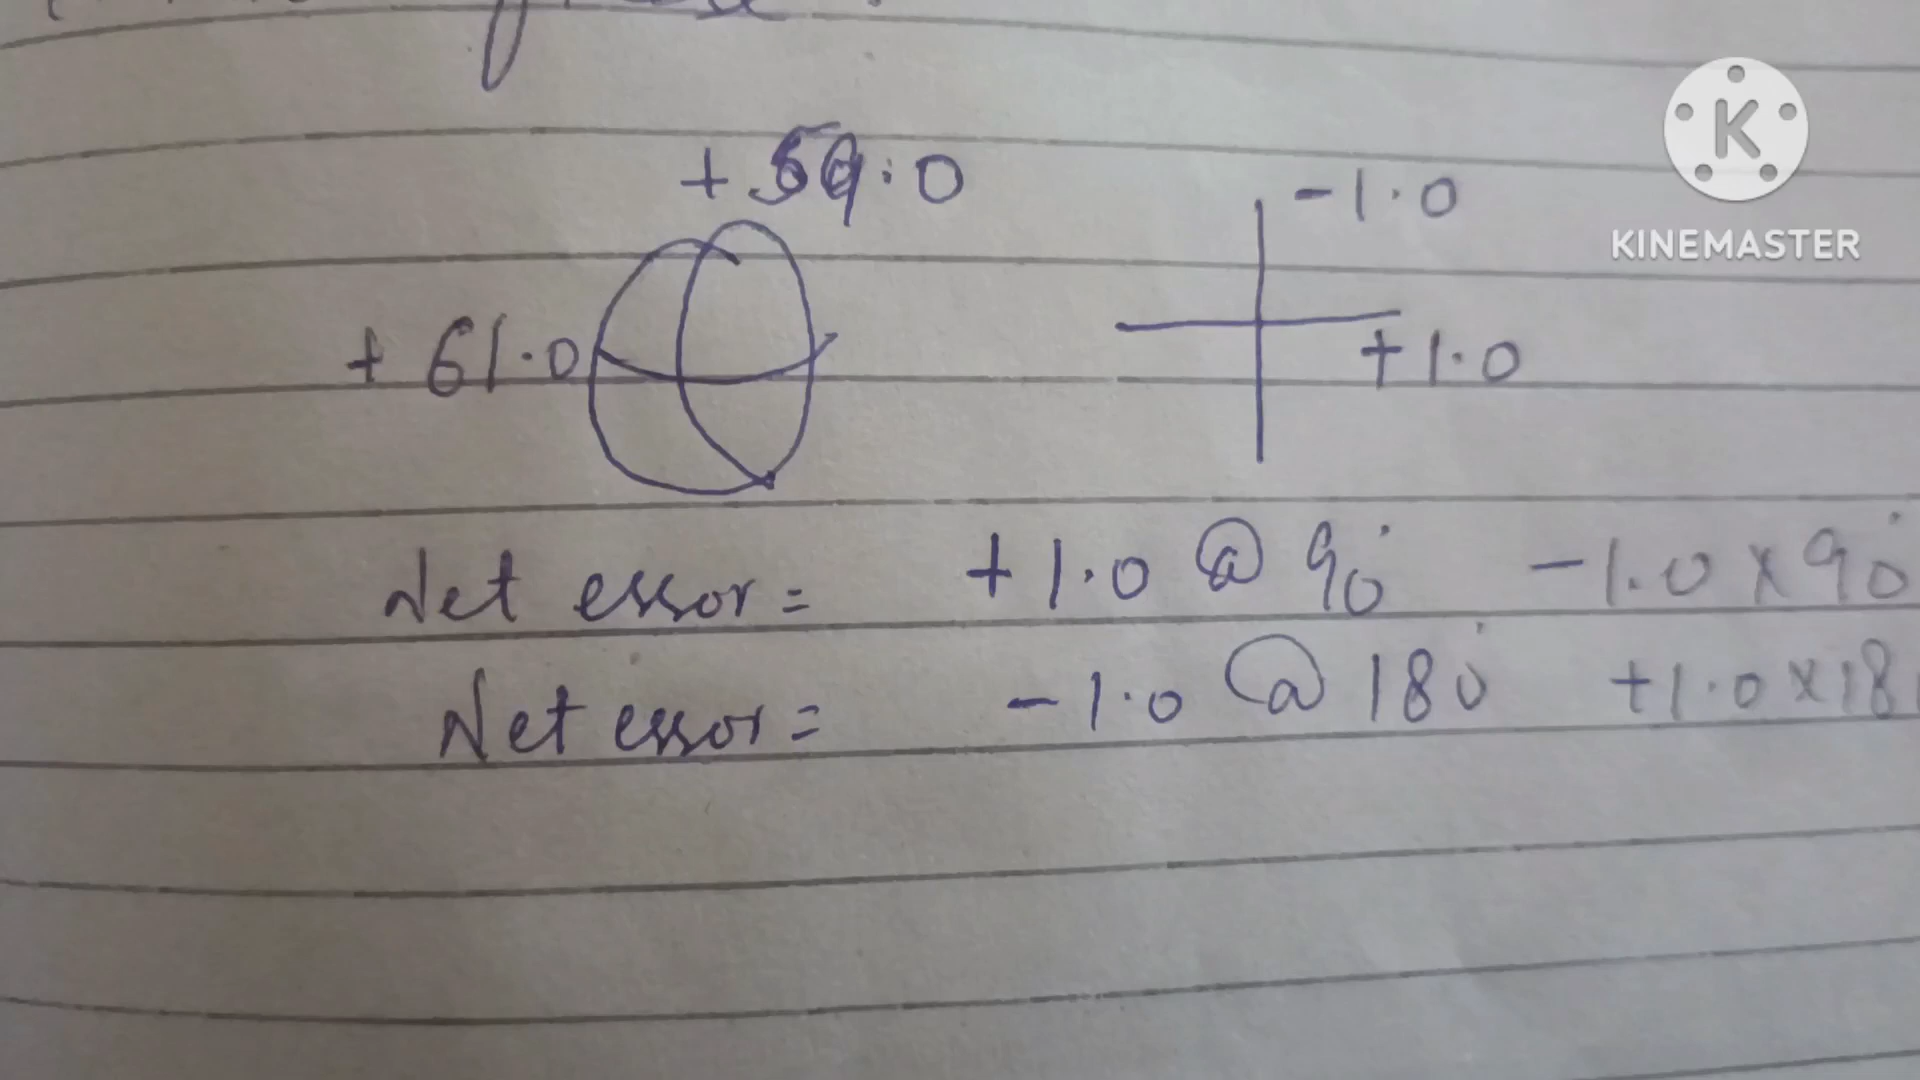 + 59.0
- 1.0
K
KINEMASTER
+ 61.0
+ 1.0
Net error = + 1.0 @ 90° - 1.0 x 90°
Net error = - 1.0 @ 180° + 1.0 x 18